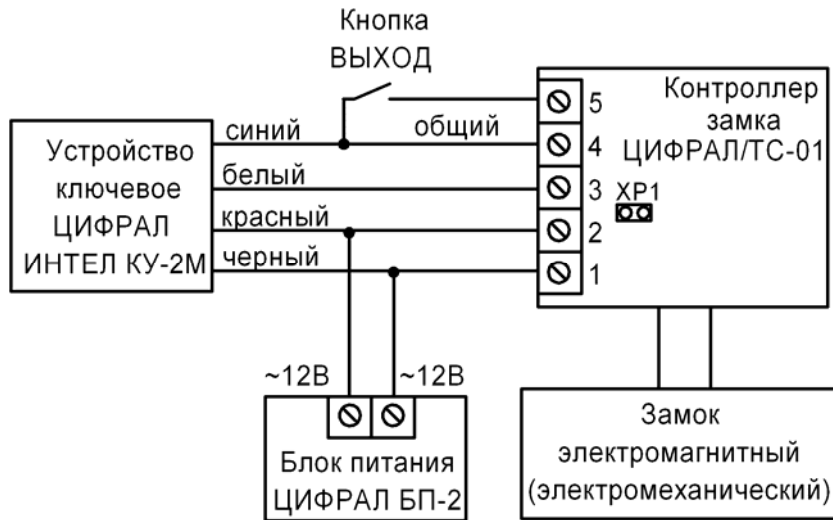 Кнопка
ВЫХОД
Устройство
ключевое
ЦИФРАЛ
ИНТЕЛ КУ-2М
синий
общий
белый
красный
черный
5
4
3
2
1
Контроллер
замка
ЦИФРАЛ/ТС-01
XP1
~12В
~12В
Блок питания
ЦИФРАЛ БП-2
Замок
электромагнитный
(электромеханический)